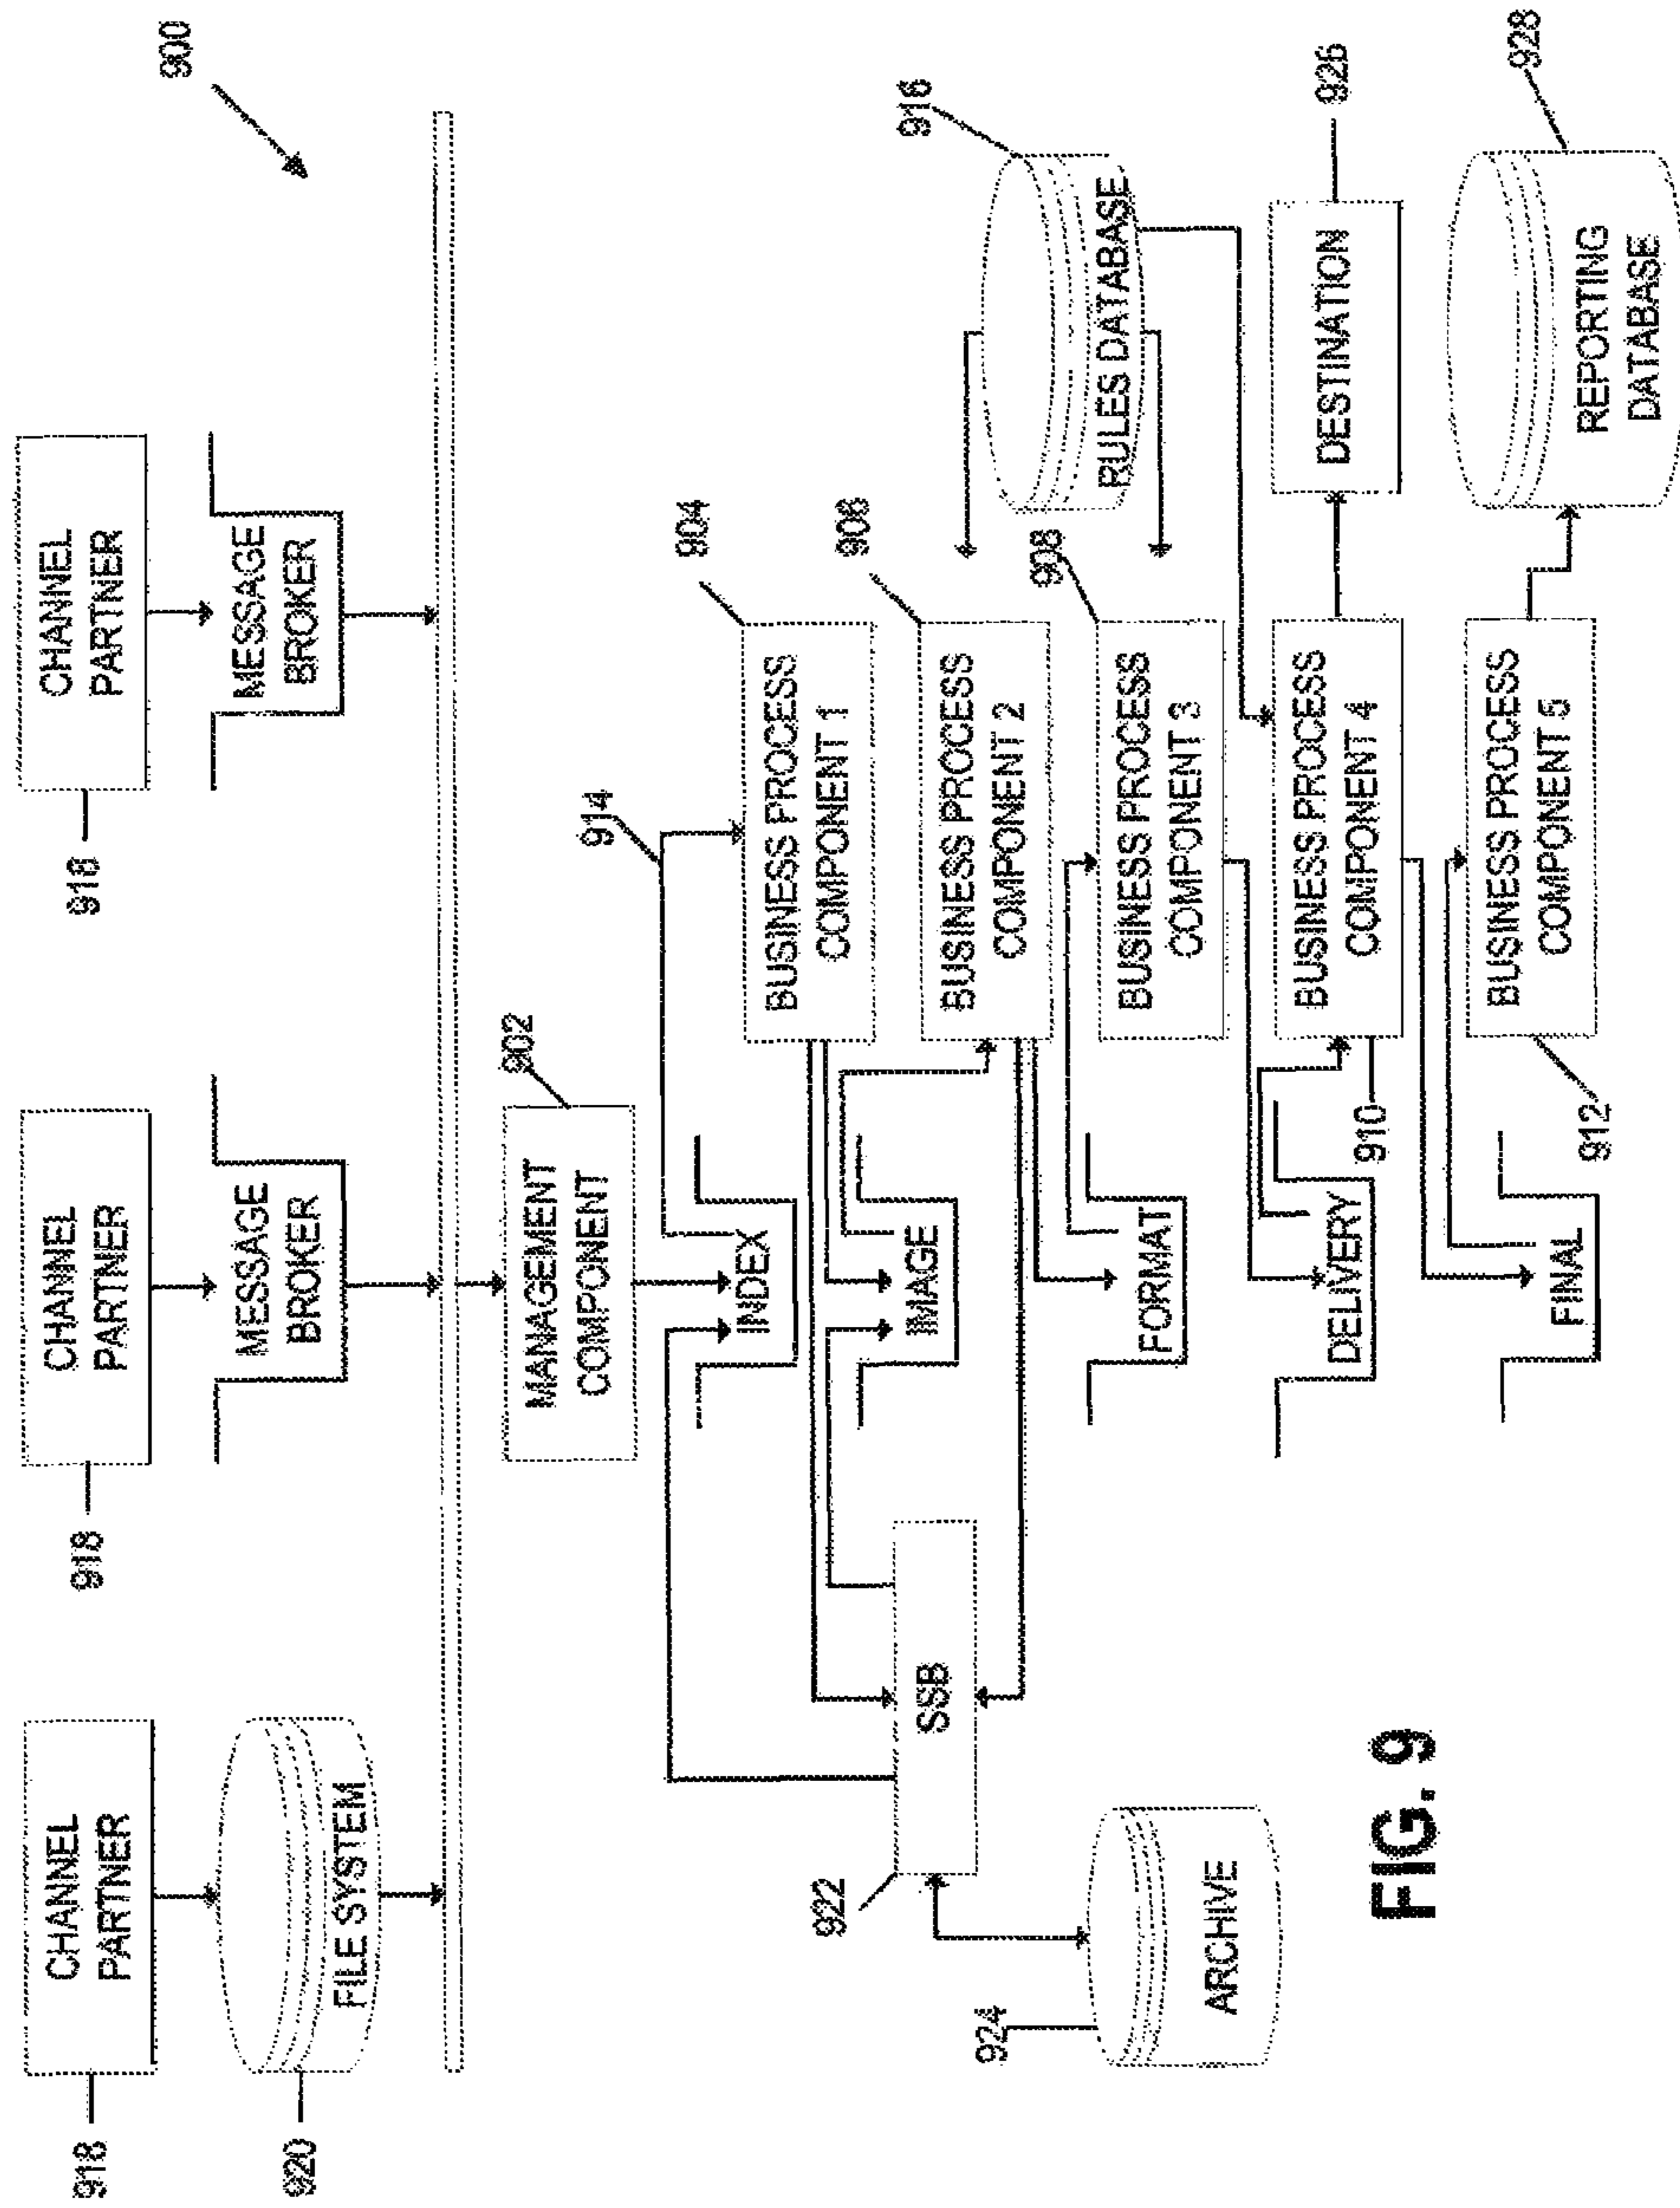 900
CHANNEL
PARTNER
918
CHANNEL
PARTNER
918
CHANNEL
PARTNER
918
FILE SYSTEM
920
MESSAGE
BROKER
MESSAGE
BROKER
MANAGEMENT
COMPONENT
902
INDEX
914
BUSINESS PROCESS
COMPONENT 1
904
IMAGE
BUSINESS PROCESS
COMPONENT 2
906
SSB
922
ARCHIVE
924
FORMAT
BUSINESS PROCESS
COMPONENT 3
908
RULES DATABASE
916
DELIVERY
BUSINESS PROCESS
COMPONENT 4
910
DESTINATION
926
FINAL
BUSINESS PROCESS
COMPONENT 5
912
REPORTING
DATABASE
928
FIG. 9